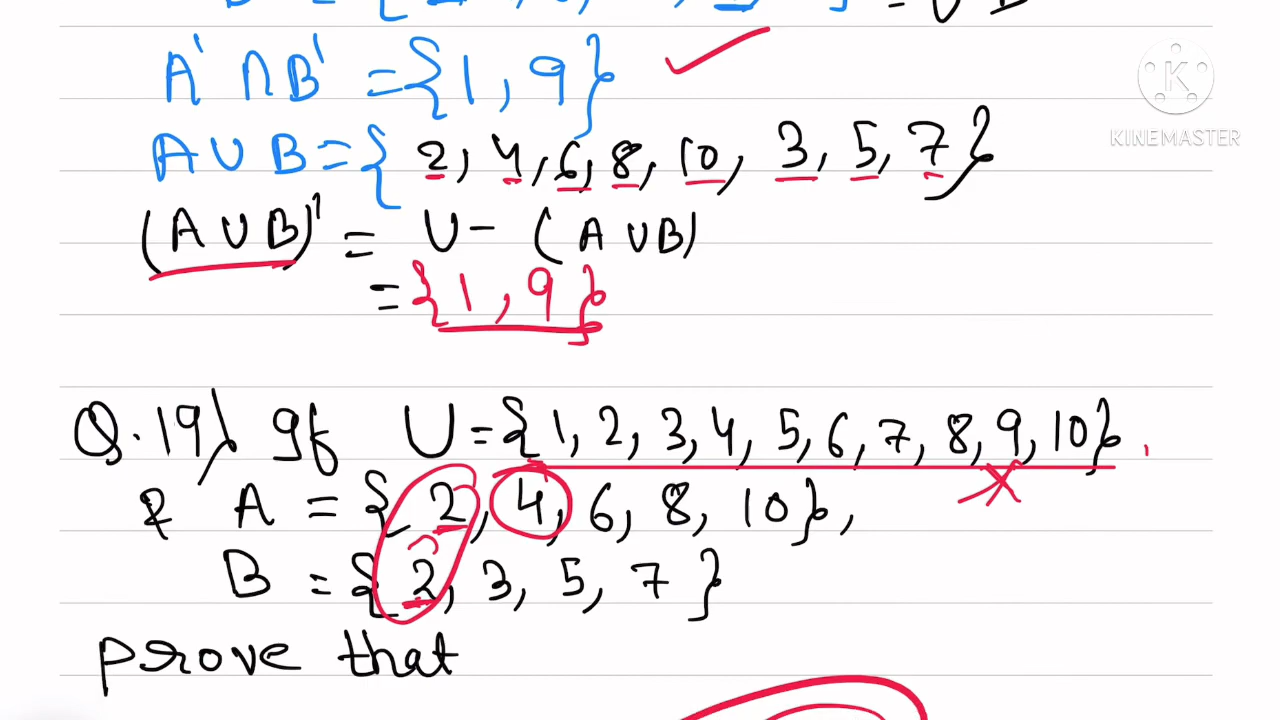 A' ∩ B' = {1, 9}
A ∪ B = {2, 4, 6, 8, 10, 3, 5, 7}
(A ∪ B)' = U - (A ∪ B)
= {1, 9}
Q.19) If U = {1, 2, 3, 4, 5, 6, 7, 8, 9, 10}
& A = {2, 4, 6, 8, 10},
B = {2, 3, 5, 7}
prove that
K
KINEMASTER